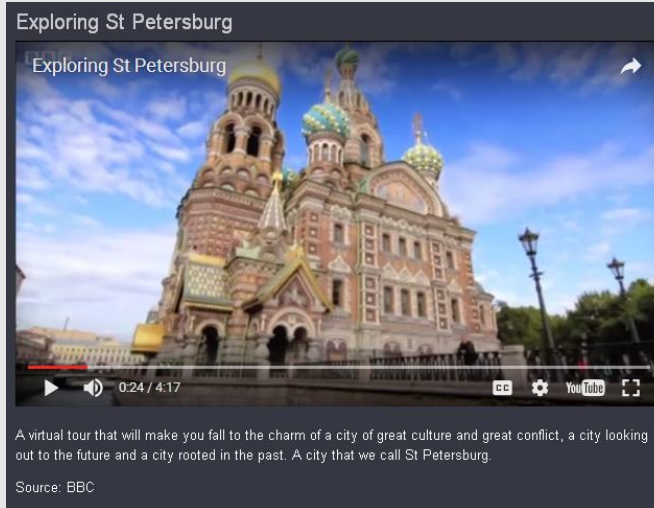 Exploring St Petersburg
Exploring St Petersburg
0:24 / 4:17
CC
YouTube
A virtual tour that will make you fall to the charm of a city of great culture and great conflict, a city looking
out to the future and a city rooted in the past. A city that we call St Petersburg.
Source: BBC